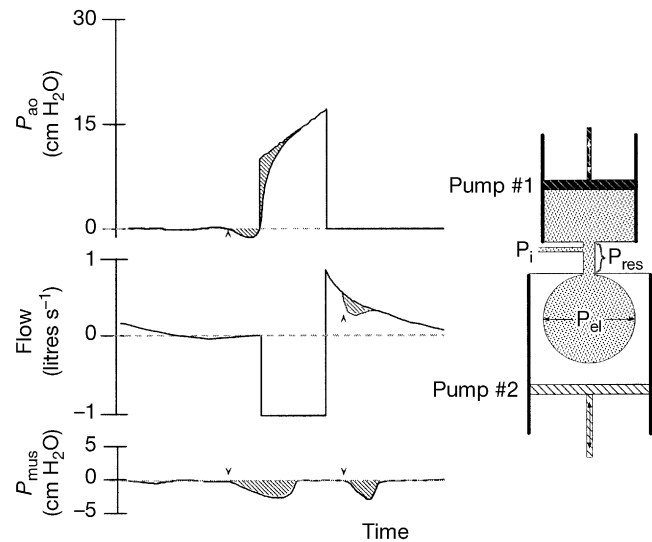 30
15
0
P_ao
(cm H₂O)
1
0
−1
Flow
(litres s⁻¹)
5
0
−5
P_mus
(cm H₂O)
Time
Pump #1
P_i
P_res
P_el
Pump #2